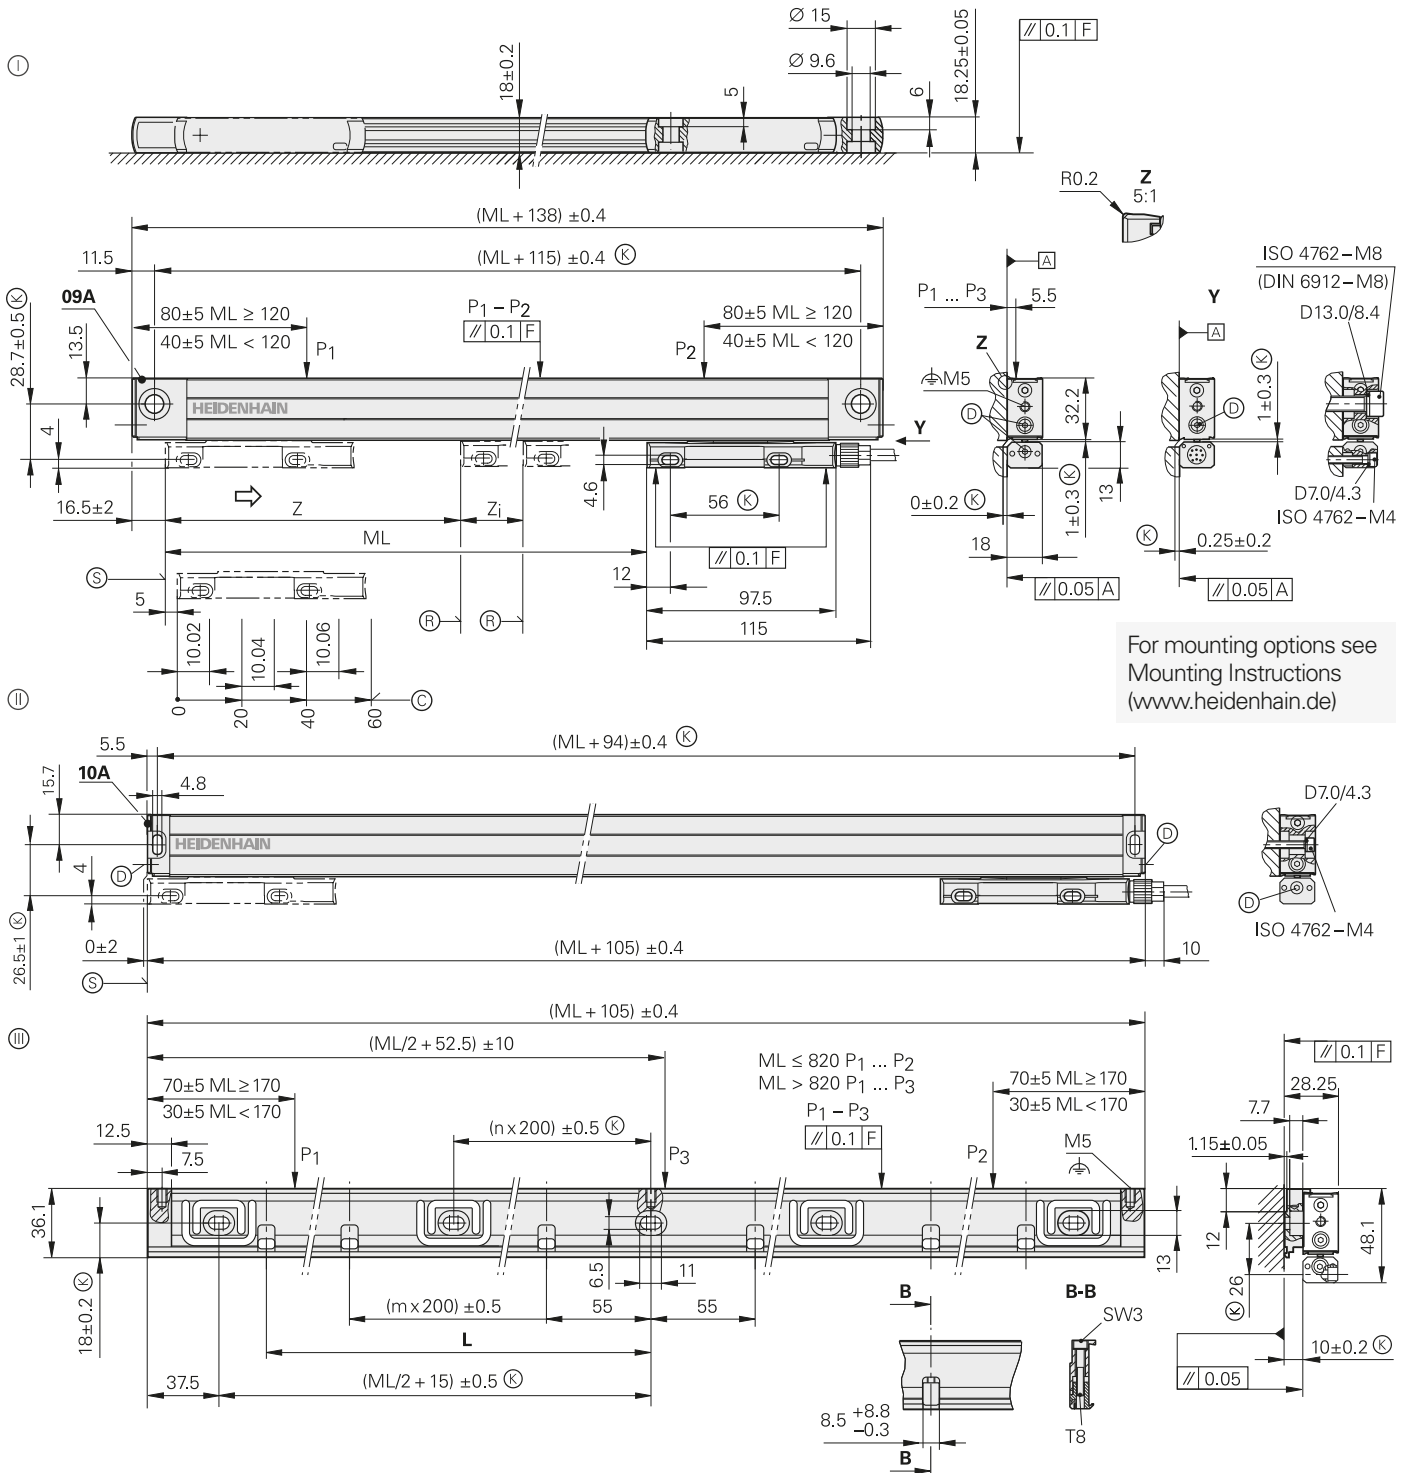 Ⓘ
Ø 15
Ø 9.6
18±0.2
5
6
18.25±0.05
// 0.1 F
R0.2
Z
5:1
(ML + 138) ±0.4
11.5
(ML + 115) ±0.4 Ⓚ
09A
80±5 ML ≥ 120
40±5 ML < 120
P1
P1 – P2
// 0.1 F
80±5 ML ≥ 120
40±5 ML < 120
P2
28.7±0.5 Ⓚ
13.5
4
HEIDENHAIN
Y
4.6
16.5±2
Z
Zi
56 Ⓚ
ML
// 0.1 F
Ⓢ
5
12
97.5
115
Ⓡ
Ⓡ
10.02
10.04
10.06
0
20
40
60
Ⓒ
A
P1 ... P3
5.5
Z
M5
Ⓓ
32.2
0±0.2 Ⓚ
1±0.3 Ⓚ
13
18
// 0.05 A
Y
A
1±0.3 Ⓚ
Ⓓ
Ⓚ
0.25±0.2
// 0.05 A
ISO 4762–M8
(DIN 6912–M8)
D13.0/8.4
D7.0/4.3
ISO 4762–M4
For mounting options see
Mounting Instructions
(www.heidenhain.de)
Ⓘ Ⓘ
5.5
(ML + 94)±0.4 Ⓚ
10A
4.8
15.7
HEIDENHAIN
Ⓓ
Ⓓ
4
26.5±1 Ⓚ
0±2
(ML + 105) ±0.4
10
Ⓢ
D7.0/4.3
Ⓓ
ISO 4762–M4
Ⓘ Ⓘ Ⓘ
(ML + 105) ±0.4
(ML/2 + 52.5) ±10
70±5 ML ≥ 170
30±5 ML < 170
12.5
7.5
P1
(n x 200) ±0.5 Ⓚ
P3
ML ≤ 820 P1 ... P2
ML > 820 P1 ... P3
P1 – P3
// 0.1 F
70±5 ML ≥ 170
30±5 ML < 170
P2
M5
36.1
18±0.2 Ⓚ
6.5
11
13
(m x 200) ±0.5
55
55
L
37.5
(ML/2 + 15) ±0.5 Ⓚ
B
B
8.5 +8.8 –0.3
B-B
SW3
T8
// 0.1 F
28.25
7.7
1.15±0.05
12
Ⓚ 26
48.1
10±0.2 Ⓚ
// 0.05